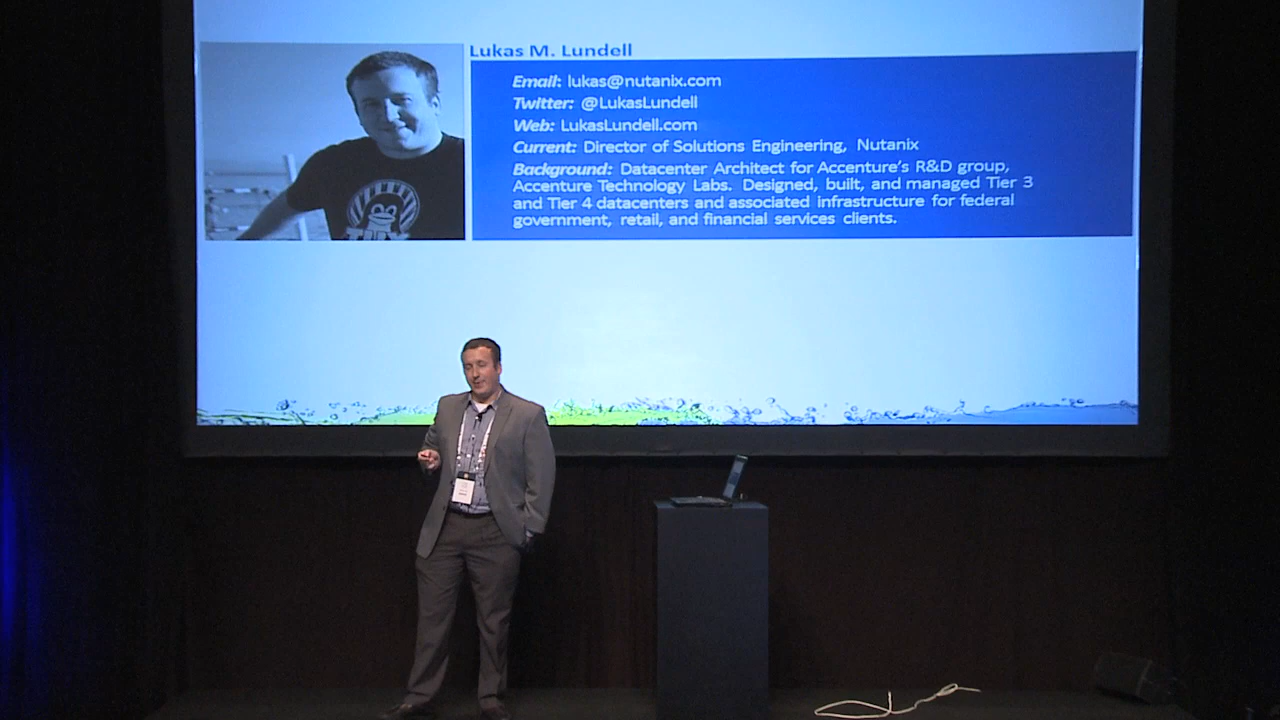 Lukas M. Lundell
Email: lukas@nutanix.com
Twitter: @LukasLundell
Web: LukasLundell.com
Current: Director of Solutions Engineering, Nutanix
Background: Datacenter Architect for Accenture's R&D group,
Accenture Technology Labs. Designed, built, and managed Tier 3
and Tier 4 datacenters and associated infrastructure for federal
government, retail, and financial services clients.